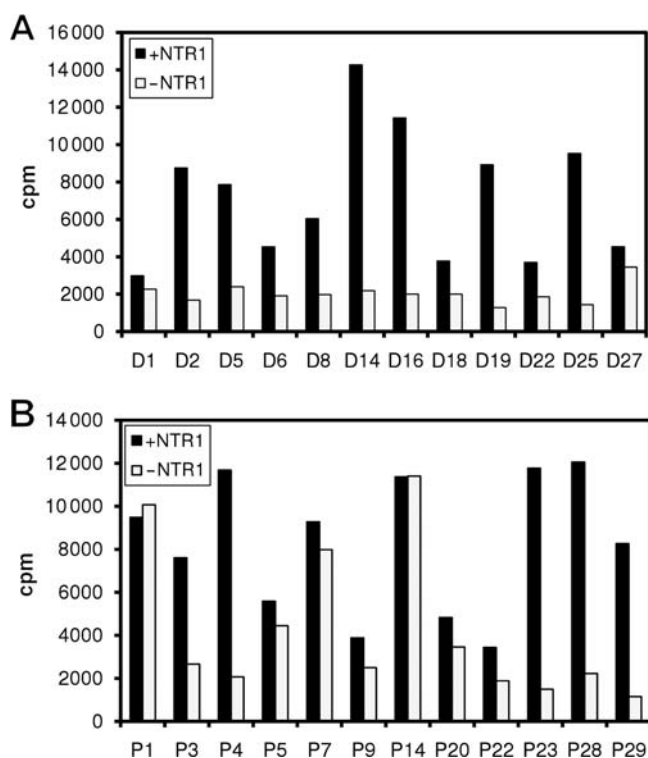 A
16 000
14 000
12 000
10 000
8000
6000
4000
2000
0
cpm
+NTR1
−NTR1
D1 D2 D5 D6 D8 D14 D16 D18 D19 D22 D25 D27
B
14 000
12 000
10 000
8000
6000
4000
2000
0
cpm
+NTR1
−NTR1
P1 P3 P4 P5 P7 P9 P14 P20 P22 P23 P28 P29